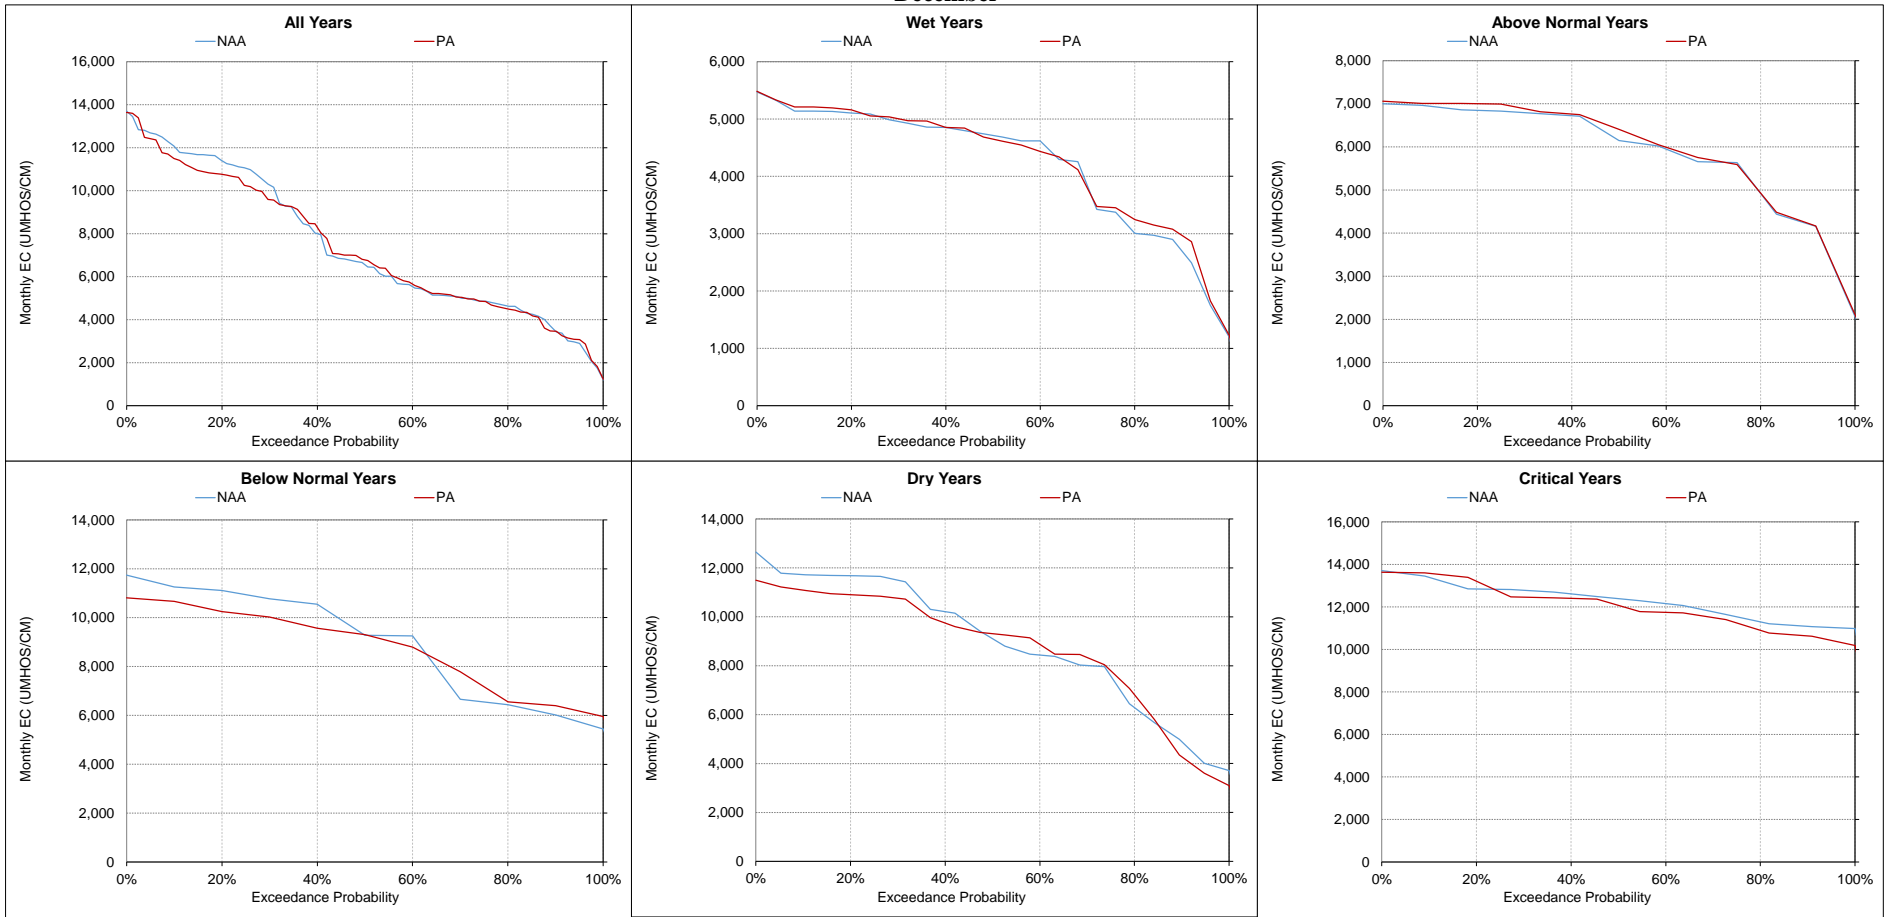 December
All Years
NAA PA
16,000
14,000
12,000
10,000
8,000
6,000
4,000
2,000
0
0% 20% 40% 60% 80% 100%
Exceedance Probability
Monthly EC (UMHOS/CM)
Wet Years
NAA PA
6,000
5,000
4,000
3,000
2,000
1,000
0
0% 20% 40% 60% 80% 100%
Exceedance Probability
Monthly EC (UMHOS/CM)
Above Normal Years
NAA PA
8,000
7,000
6,000
5,000
4,000
3,000
2,000
1,000
0
0% 20% 40% 60% 80% 100%
Exceedance Probability
Monthly EC (UMHOS/CM)
Below Normal Years
NAA PA
14,000
12,000
10,000
8,000
6,000
4,000
2,000
0
0% 20% 40% 60% 80% 100%
Exceedance Probability
Monthly EC (UMHOS/CM)
Dry Years
NAA PA
14,000
12,000
10,000
8,000
6,000
4,000
2,000
0
0% 20% 40% 60% 80% 100%
Exceedance Probability
Monthly EC (UMHOS/CM)
Critical Years
NAA PA
16,000
14,000
12,000
10,000
8,000
6,000
4,000
2,000
0
0% 20% 40% 60% 80% 100%
Exceedance Probability
Monthly EC (UMHOS/CM)